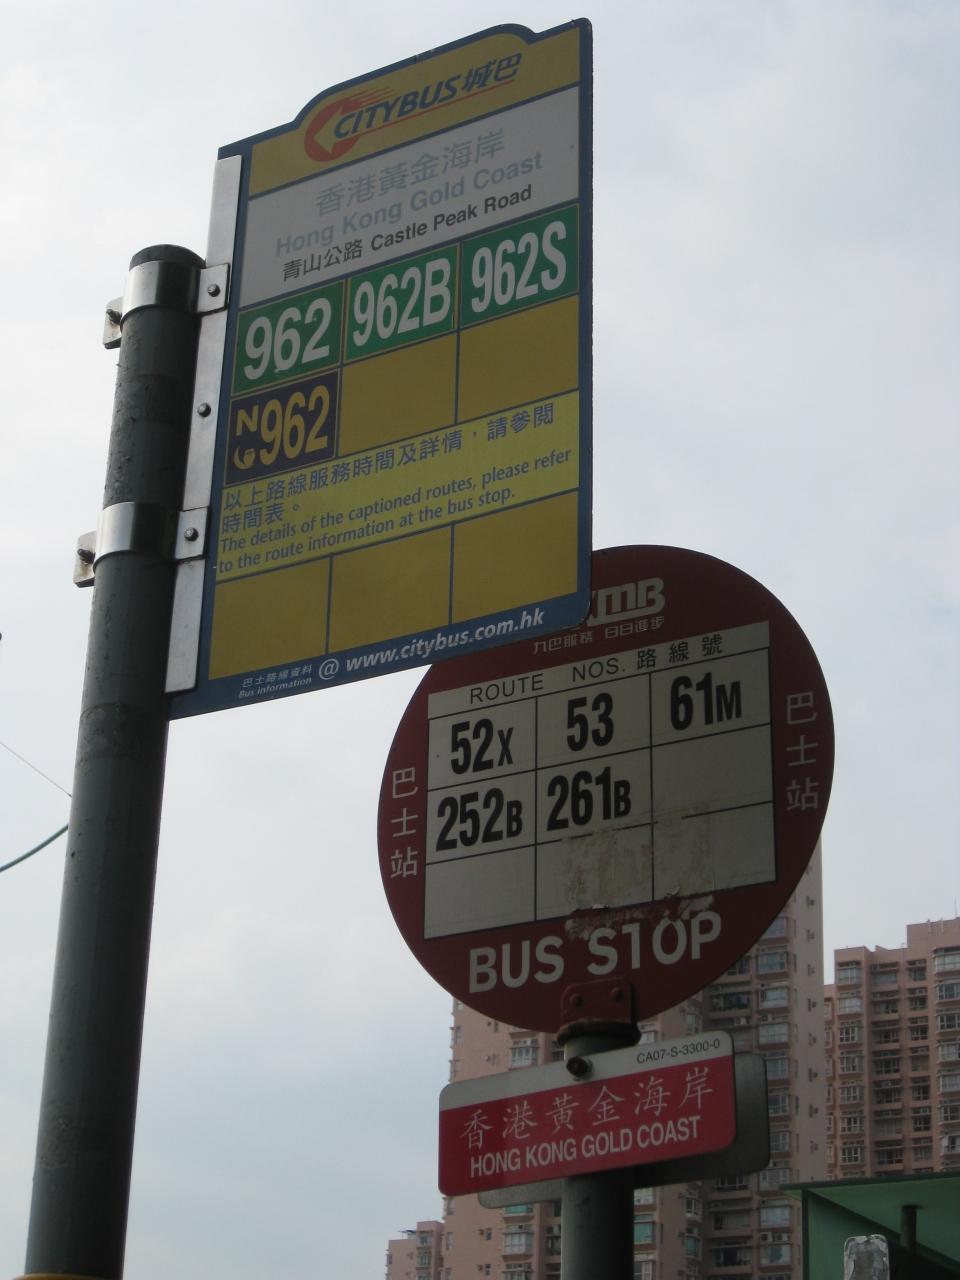 CITYBUS城巴
香港黃金海岸
Hong Kong Gold Coast
青山公路 Castle Peak Road
962 962B 962S
N962
以上路線服務時間及詳情，請參閱
時間表。
The details of the captioned routes, please refer
to the route information at the bus stop.
巴士路線資料
Bus information
@ www.citybus.com.hk
KMB
九巴服務 日日進步
ROUTE NOS. 路線號
52X 53 61M
252B 261B
巴士站
巴士站
BUS STOP
CA07-S-3300-0
香港黃金海岸
HONG KONG GOLD COAST